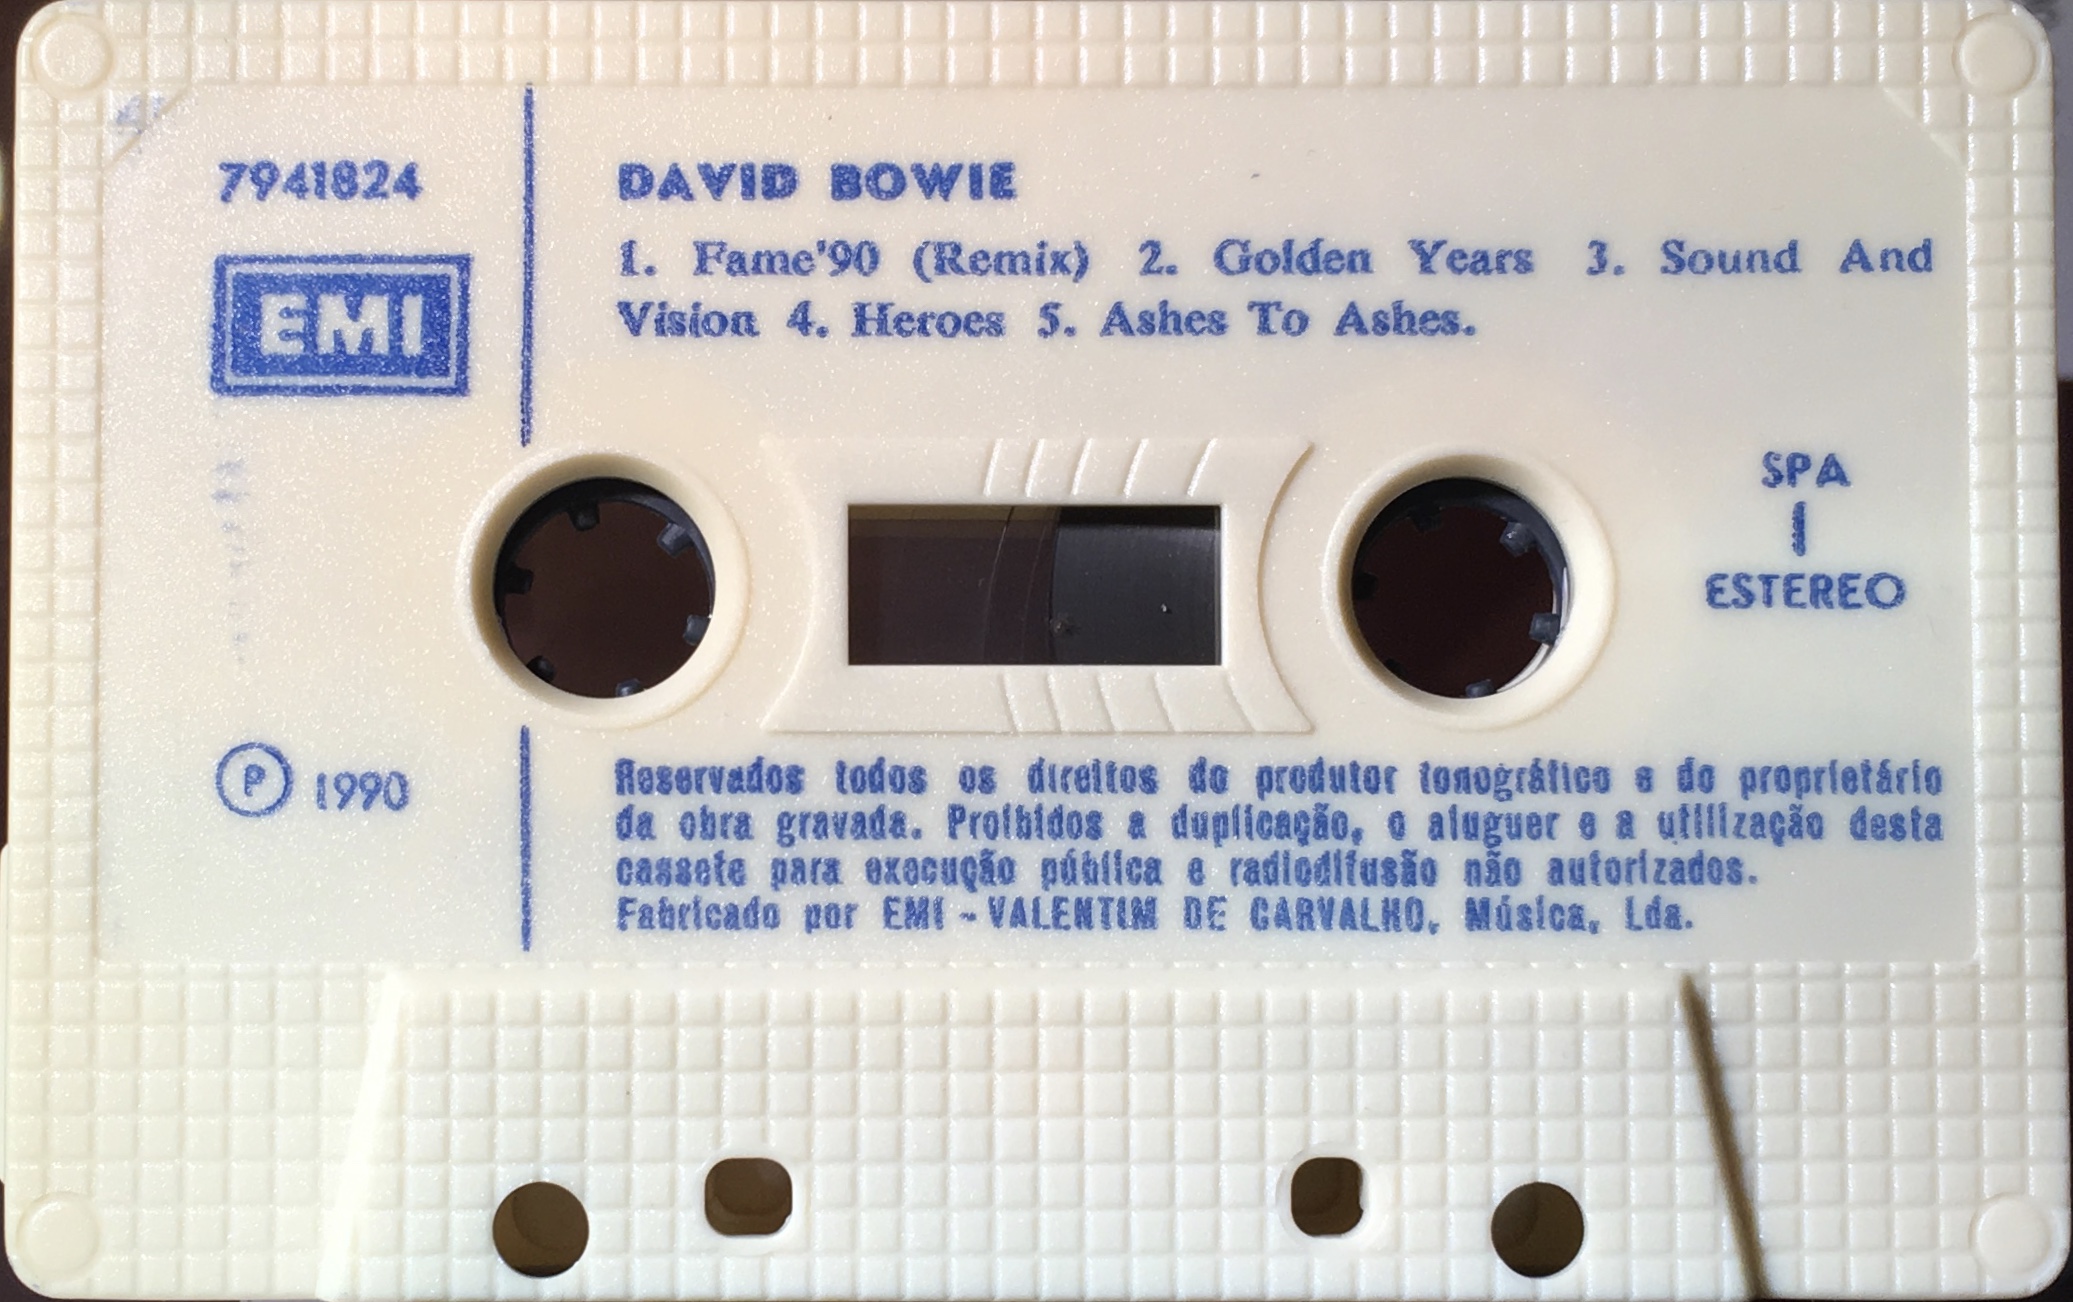 7941824
EMI
DAVID BOWIE
1. Fame'90 (Remix) 2. Golden Years 3. Sound And
Vision 4. Heroes 5. Ashes To Ashes.
SPA
I
ESTEREO
Ⓟ 1990
Reservados todos os direitos do produtor fonográfico e do proprietário
da obra gravada. Proibidos a duplicação, o aluguer e a utilização desta
cassete para execução pública e radiodifusão não autorizados.
Fabricado por EMI - VALENTIM DE CARVALHO, Música, Lda.